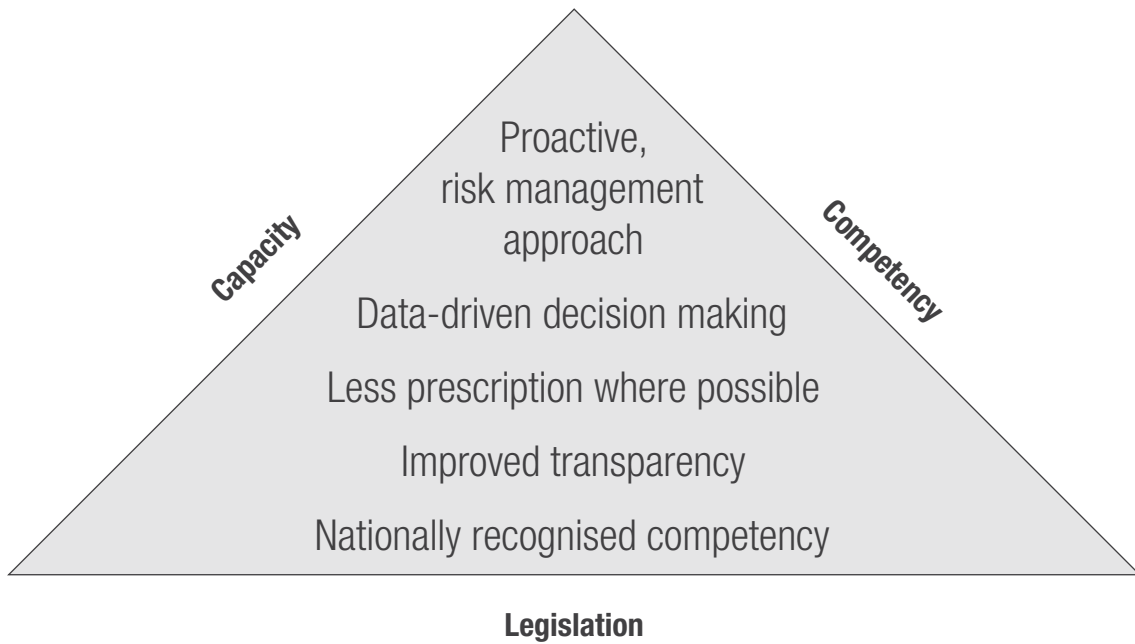 Proactive,
risk management
approach
Capacity
Competency
Data-driven decision making
Less prescription where possible
Improved transparency
Nationally recognised competency
Legislation